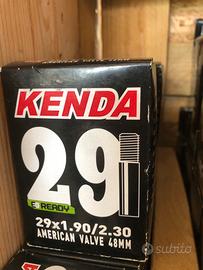 KENDA
29
READY
29x1.90/2.30
AMERICAN VALVE 48MM
subito